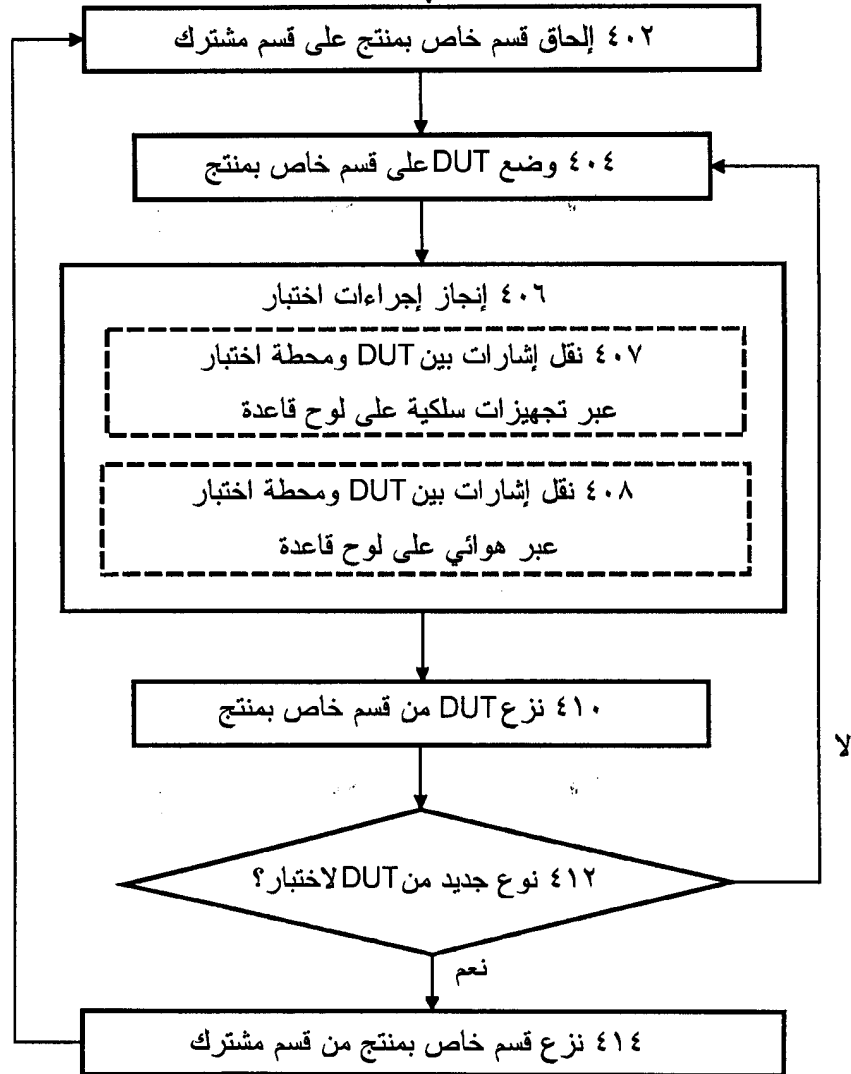 ٤٠٢ إلحاق قسم خاص بمنتج على قسم مشترك
٤٠٤ وضع DUT على قسم خاص بمنتج
٤٠٦ إنجاز إجراءات اختبار
٤٠٧ نقل إشارات بين DUT ومحطة اختبار
عبر تجهيزات سلكية على لوح قاعدة
٤٠٨ نقل إشارات بين DUT ومحطة اختبار
عبر هوائي على لوح قاعدة
٤١٠ نزع DUT من قسم خاص بمنتج
لا
٤١٢ نوع جديد من DUT لاختبار؟
نعم
٤١٤ نزع قسم خاص بمنتج من قسم مشترك